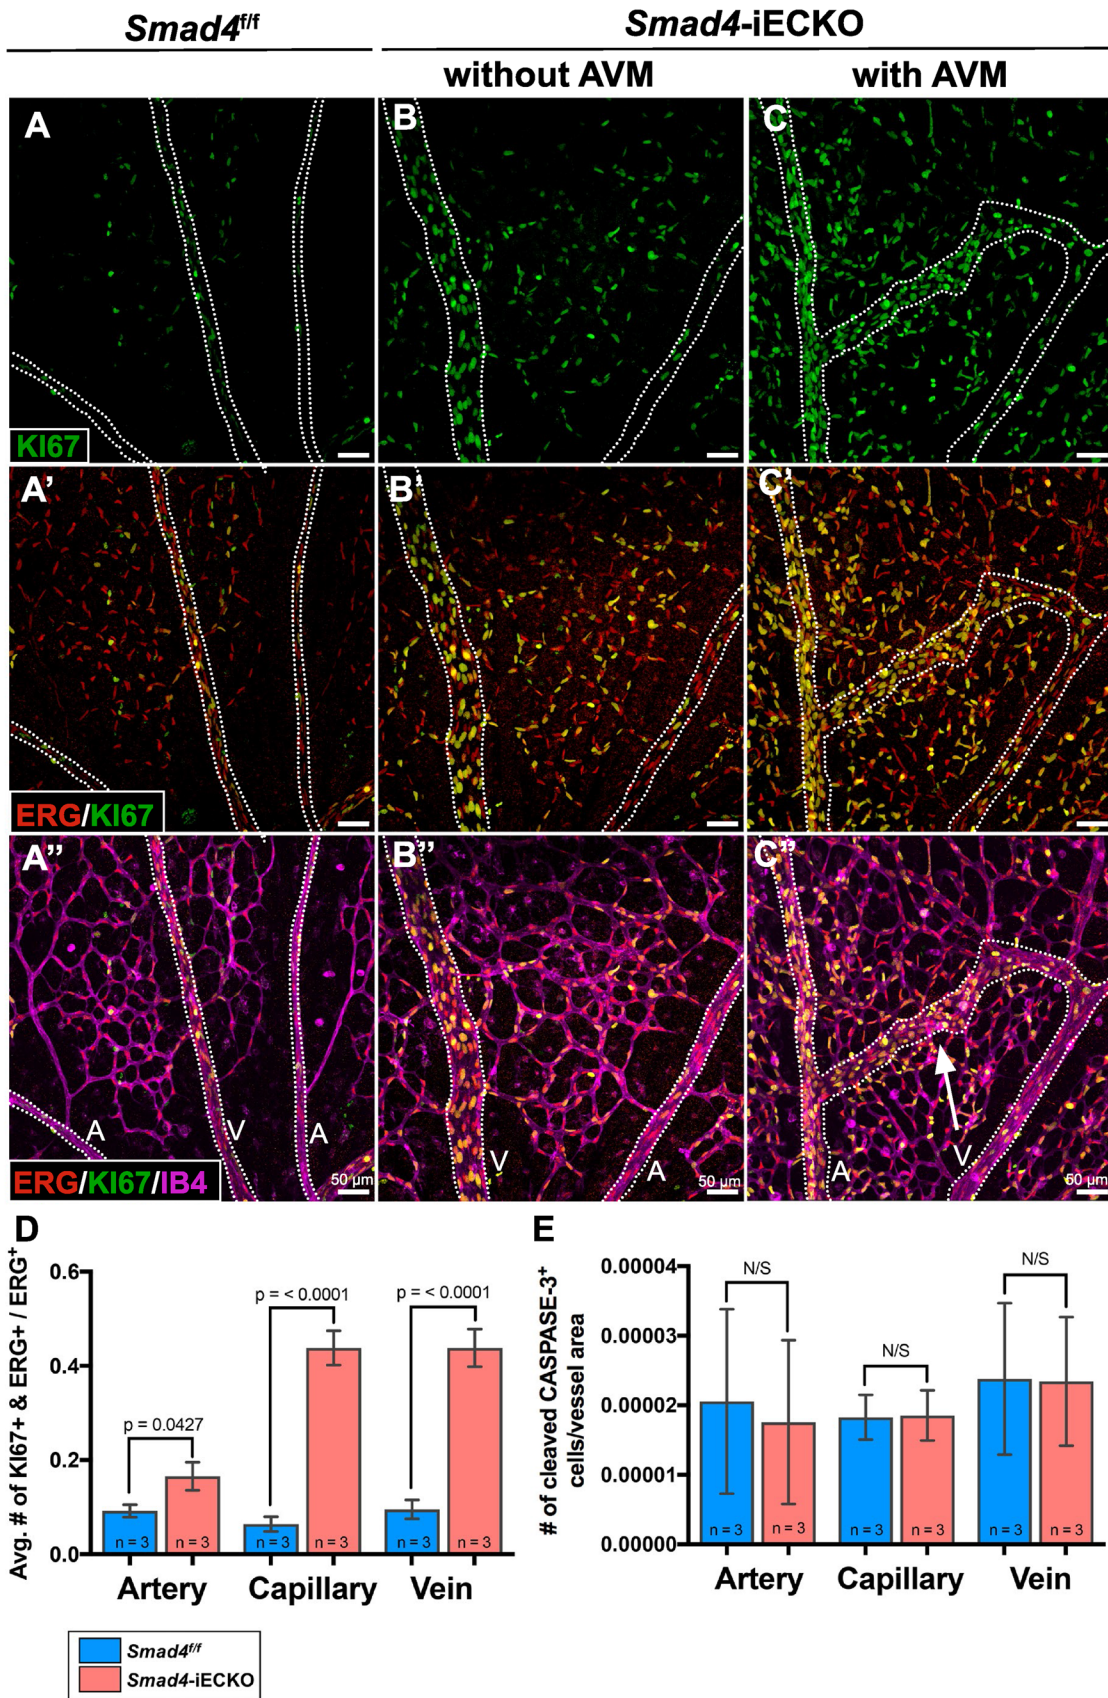 Smad4f/f
Smad4-iECKO
without AVM
with AVM
A
B
C
KI67
A’
B’
C’
ERG/KI67
A’’
B’’
C’’
A
V
A
V
A
A
V
ERG/KI67/IB4
50 µm
50 µm
D
E
Avg. # of KI67+ & ERG+ / ERG+
0.6
0.4
0.2
0.0
p = 0.0427
p = < 0.0001
p = < 0.0001
n = 3
n = 3
n = 3
n = 3
n = 3
n = 3
Artery
Capillary
Vein
# of cleaved CASPASE-3+
cells/vessel area
0.00004
0.00003
0.00002
0.00001
0.00000
N/S
N/S
N/S
n = 3
n = 3
n = 3
n = 3
n = 3
n = 3
Artery
Capillary
Vein
Smad4f/f
Smad4-iECKO